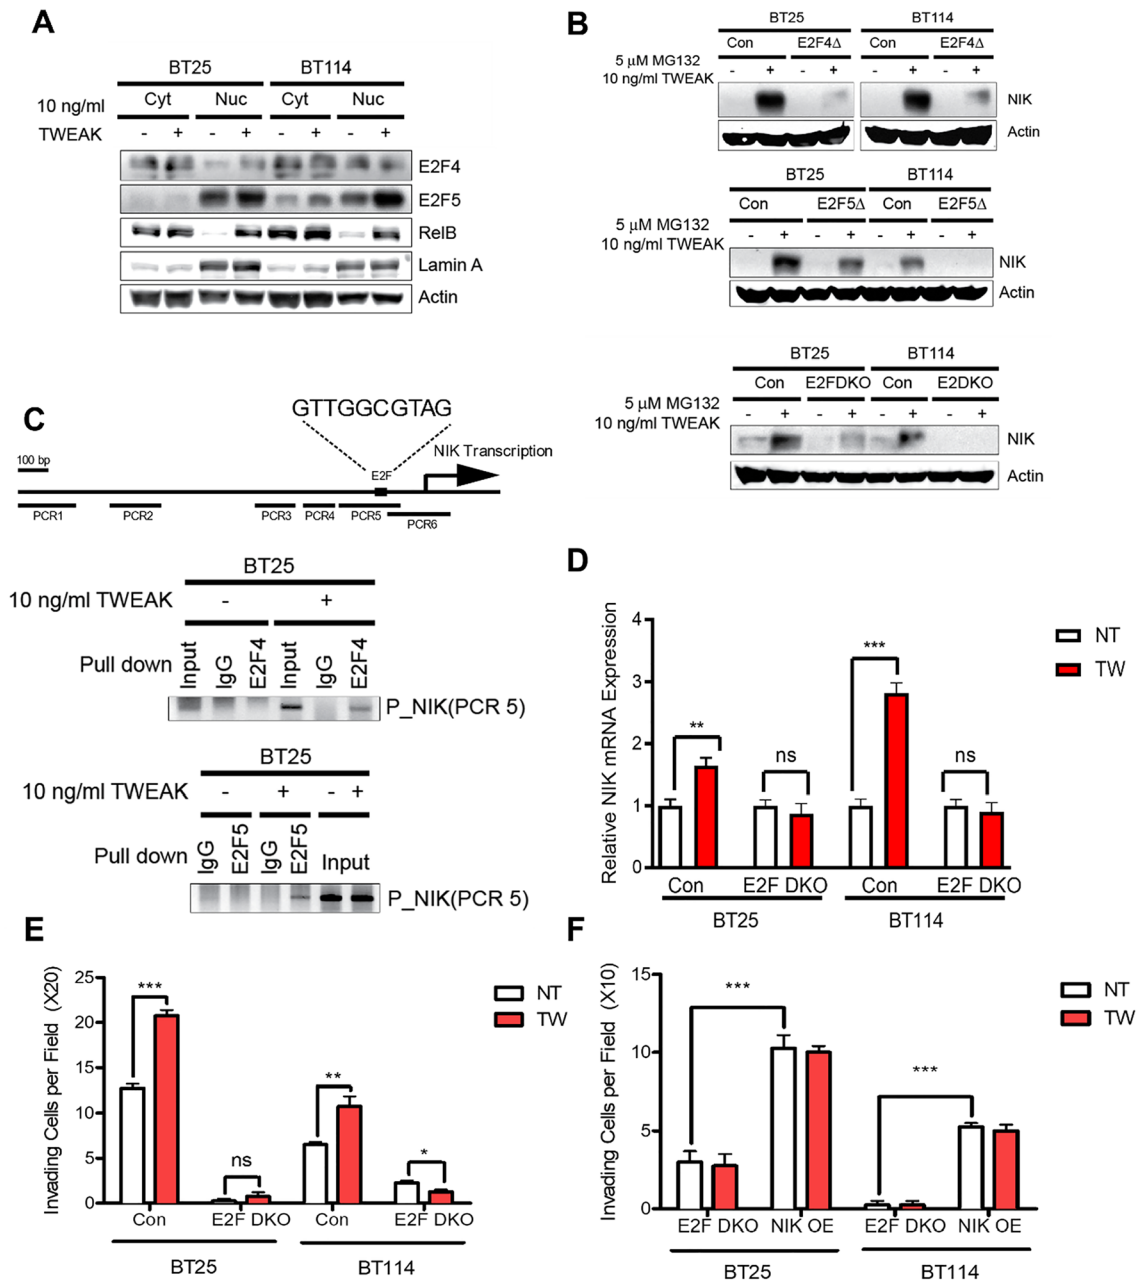 A
BT25 BT114
10 ng/ml Cyt Nuc Cyt Nuc
TWEAK - + - + - + - +
E2F4
E2F5
RelB
Lamin A
Actin
B
BT25 BT114
Con E2F4Δ Con E2F4Δ
5 μM MG132
10 ng/ml TWEAK - + - + - + - +
NIK
Actin
BT25 BT114
Con E2F5Δ Con E2F5Δ
5 μM MG132
10 ng/ml TWEAK - + - + - + - +
NIK
Actin
BT25 BT114
Con E2FDKO Con E2DKO
5 μM MG132
10 ng/ml TWEAK - + - + - + - +
NIK
Actin
C
GTTGGCGTAG
100 bp
E2F
NIK Transcription
PCR1 PCR2 PCR3 PCR4 PCR5 PCR6
BT25
10 ng/ml TWEAK - +
Pull down Input IgG E2F4 Input IgG E2F4
P_NIK(PCR 5)
BT25
10 ng/ml TWEAK - + - +
Pull down IgG E2F5 IgG E2F5 Input
P_NIK(PCR 5)
D
Relative NIK mRNA Expression
4
3
2
1
0
** ns *** ns
NT
TW
Con E2F DKO Con E2F DKO
BT25 BT114
E
Invading Cells per Field (X20)
25
20
15
10
5
0
*** ns ** *
NT
TW
Con E2F DKO Con E2F DKO
BT25 BT114
F
Invading Cells per Field (X10)
15
10
5
0
*** ***
NT
TW
E2F DKO NIK OE E2F DKO NIK OE
BT25 BT114